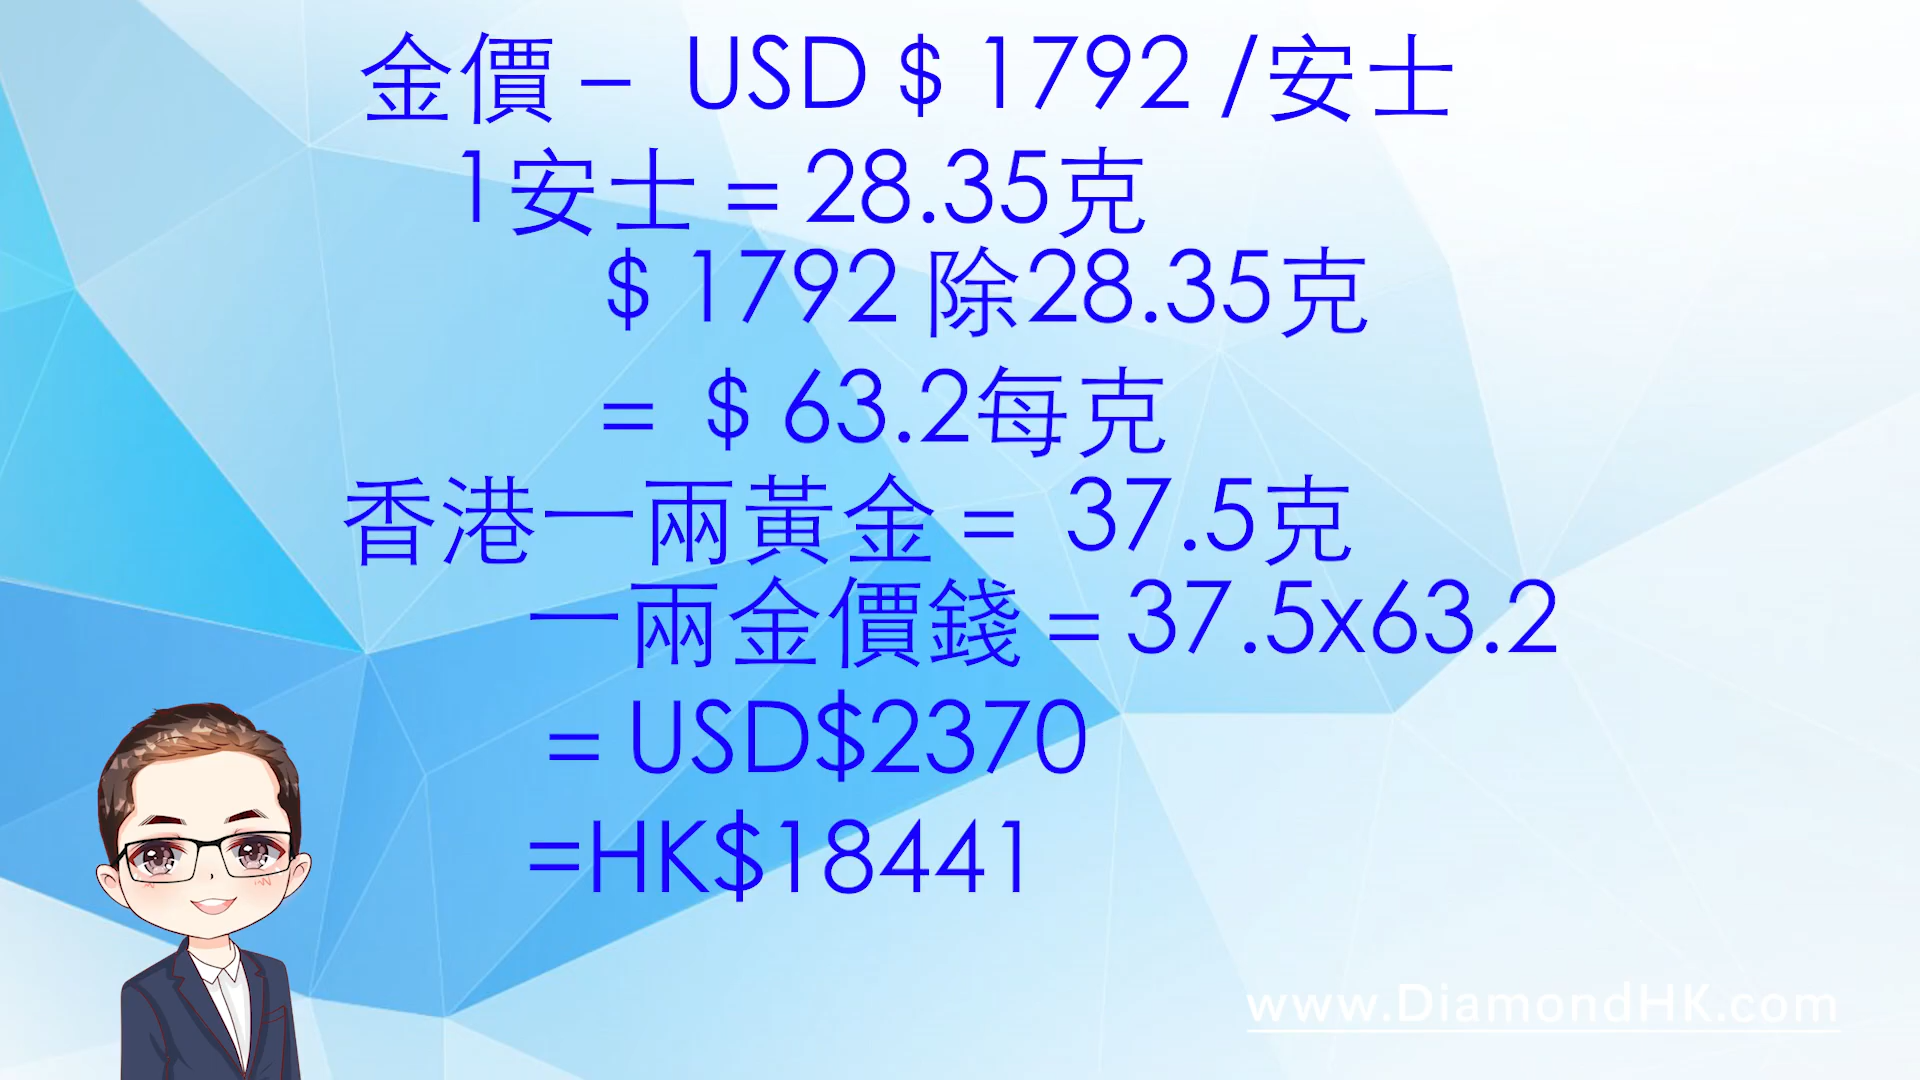 金價 – USD $ 1792 /安士
1安士 = 28.35克
$ 1792 除28.35克
= $ 63.2每克
香港一兩黃金 = 37.5克
一兩金價錢 = 37.5x63.2
= USD$2370
=HK$18441
www.DiamondHK.com